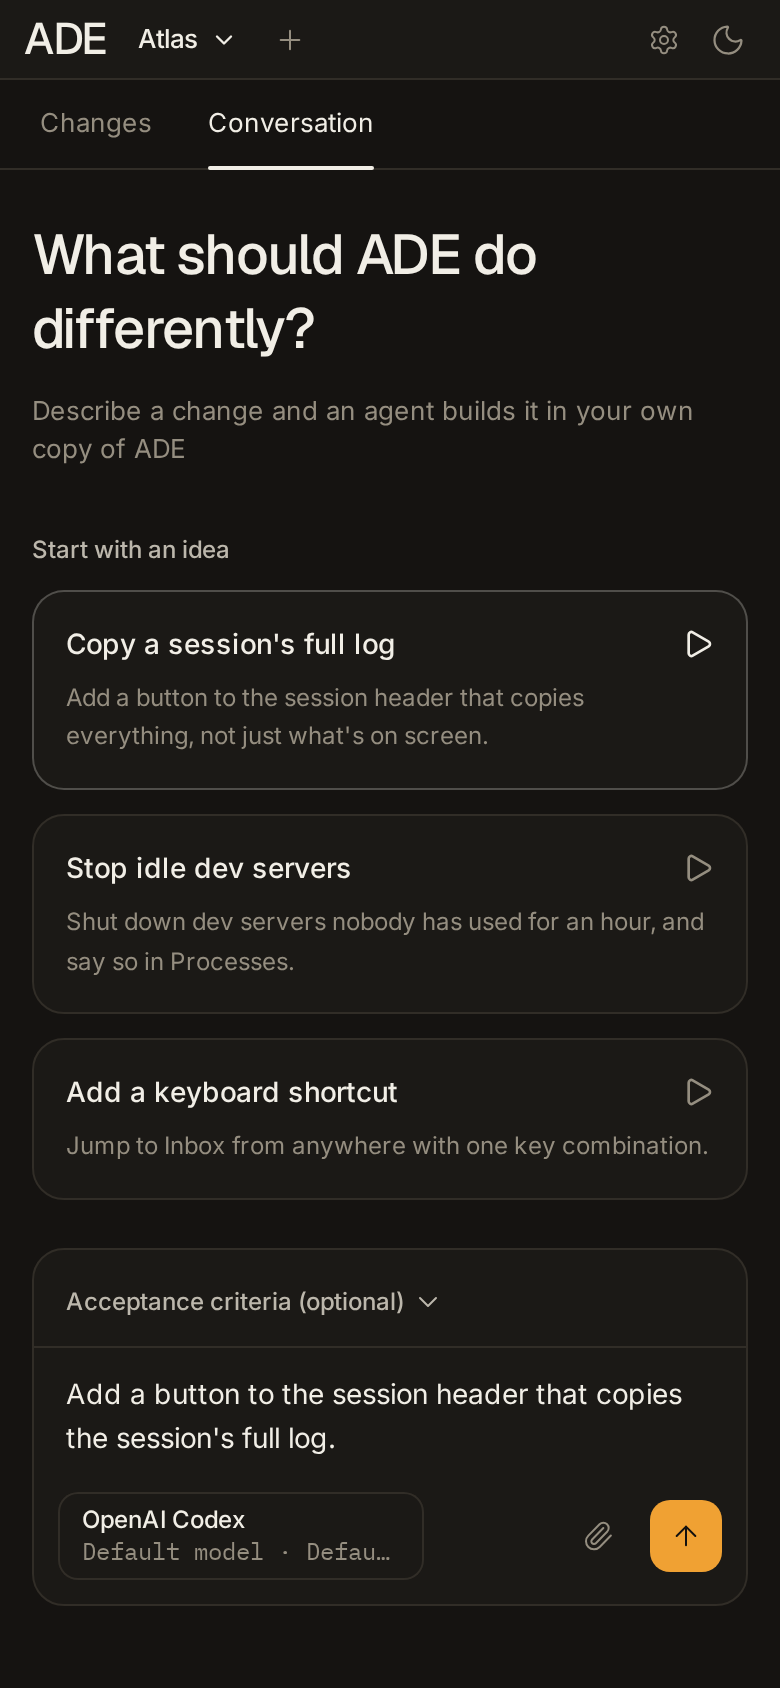 ADE Atlas
Changes Conversation
What should ADE do
differently?
Describe a change and an agent builds it in your own
copy of ADE
Start with an idea
Copy a session's full log
Add a button to the session header that copies
everything, not just what's on screen.
Stop idle dev servers
Shut down dev servers nobody has used for an hour, and
say so in Processes.
Add a keyboard shortcut
Jump to Inbox from anywhere with one key combination.
Acceptance criteria (optional)
Add a button to the session header that copies
the session's full log.
OpenAI Codex
Default model · Defau…